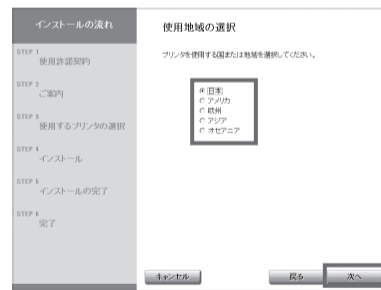 インストールの流れ
STEP 1
使用許諾契約
STEP 2
ご案内
STEP 3
使用するプリンタの選択
STEP 4
インストール
STEP 5
インストールの完了
STEP 6
完了
使用地域の選択
プリンタを使用する国または地域を選択してください。
日本
アメリカ
欧州
アジア
オセアニア
キャンセル
戻る
次へ